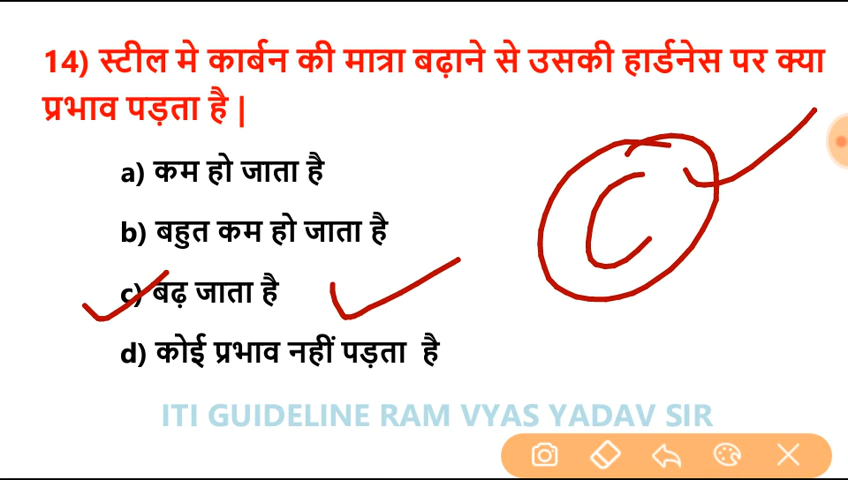 14) स्टील मे कार्बन की मात्रा बढ़ाने से उसकी हार्डनेस पर क्या
प्रभाव पड़ता है |
a) कम हो जाता है
b) बहुत कम हो जाता है
c) बढ़ जाता है
d) कोई प्रभाव नहीं पड़ता है
C
ITI GUIDELINE RAM VYAS YADAV SIR